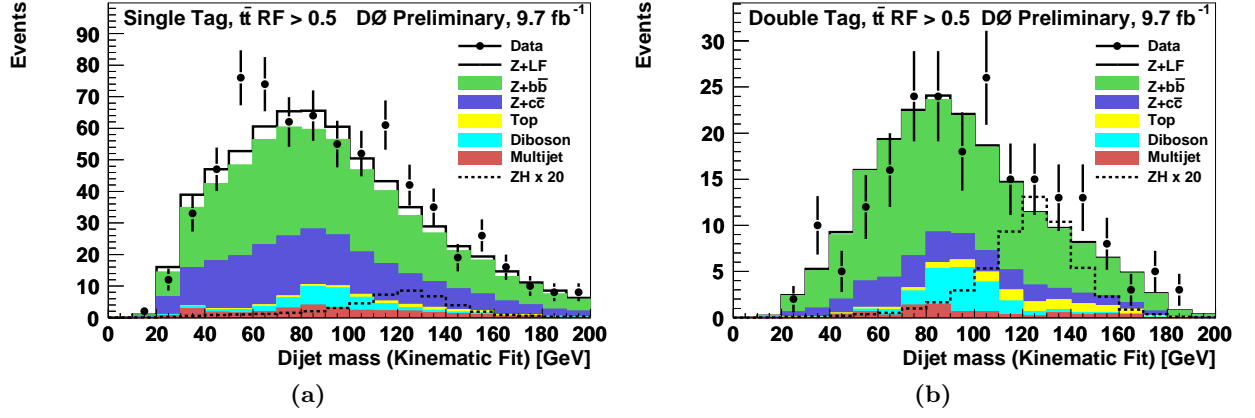 Single Tag, tt̄ RF > 0.5 DØ Preliminary, 9.7 fb⁻¹
Events
90
80
70
60
50
40
30
20
10
0
Data
Z+LF
Z+bb̄
Z+cc̄
Top
Diboson
Multijet
ZH x 20
0 20 40 60 80 100 120 140 160 180 200
Dijet mass (Kinematic Fit) [GeV]
(a)
Double Tag, tt̄ RF > 0.5 DØ Preliminary, 9.7 fb⁻¹
Events
30
25
20
15
10
5
0
Data
Z+LF
Z+bb̄
Z+cc̄
Top
Diboson
Multijet
ZH x 20
0 20 40 60 80 100 120 140 160 180 200
Dijet mass (Kinematic Fit) [GeV]
(b)